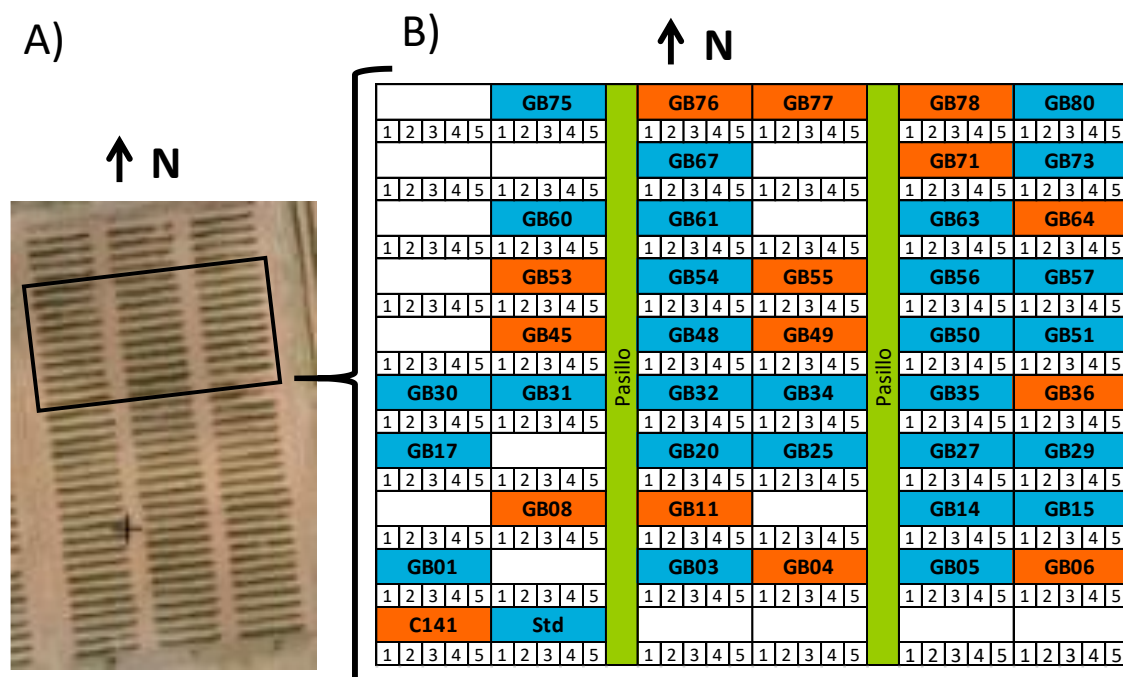 A)
B)
N
N
GB75 GB76 GB77 GB78 GB80
1 2 3 4 5 1 2 3 4 5 1 2 3 4 5 1 2 3 4 5 1 2 3 4 5 1 2 3 4 5
GB67 GB71 GB73
1 2 3 4 5 1 2 3 4 5 1 2 3 4 5 1 2 3 4 5 1 2 3 4 5 1 2 3 4 5
GB60 GB61 GB63 GB64
1 2 3 4 5 1 2 3 4 5 1 2 3 4 5 1 2 3 4 5 1 2 3 4 5 1 2 3 4 5
GB53 GB54 GB55 GB56 GB57
1 2 3 4 5 1 2 3 4 5 1 2 3 4 5 1 2 3 4 5 1 2 3 4 5 1 2 3 4 5
GB45 GB48 GB49 GB50 GB51
1 2 3 4 5 1 2 3 4 5 1 2 3 4 5 1 2 3 4 5 1 2 3 4 5 1 2 3 4 5
Pasillo
Pasillo
GB30 GB31 GB32 GB34 GB35 GB36
1 2 3 4 5 1 2 3 4 5 1 2 3 4 5 1 2 3 4 5 1 2 3 4 5 1 2 3 4 5
GB17 GB20 GB25 GB27 GB29
1 2 3 4 5 1 2 3 4 5 1 2 3 4 5 1 2 3 4 5 1 2 3 4 5 1 2 3 4 5
GB08 GB11 GB14 GB15
1 2 3 4 5 1 2 3 4 5 1 2 3 4 5 1 2 3 4 5 1 2 3 4 5 1 2 3 4 5
GB01 GB03 GB04 GB05 GB06
1 2 3 4 5 1 2 3 4 5 1 2 3 4 5 1 2 3 4 5 1 2 3 4 5 1 2 3 4 5
C141 Std
1 2 3 4 5 1 2 3 4 5 1 2 3 4 5 1 2 3 4 5 1 2 3 4 5 1 2 3 4 5